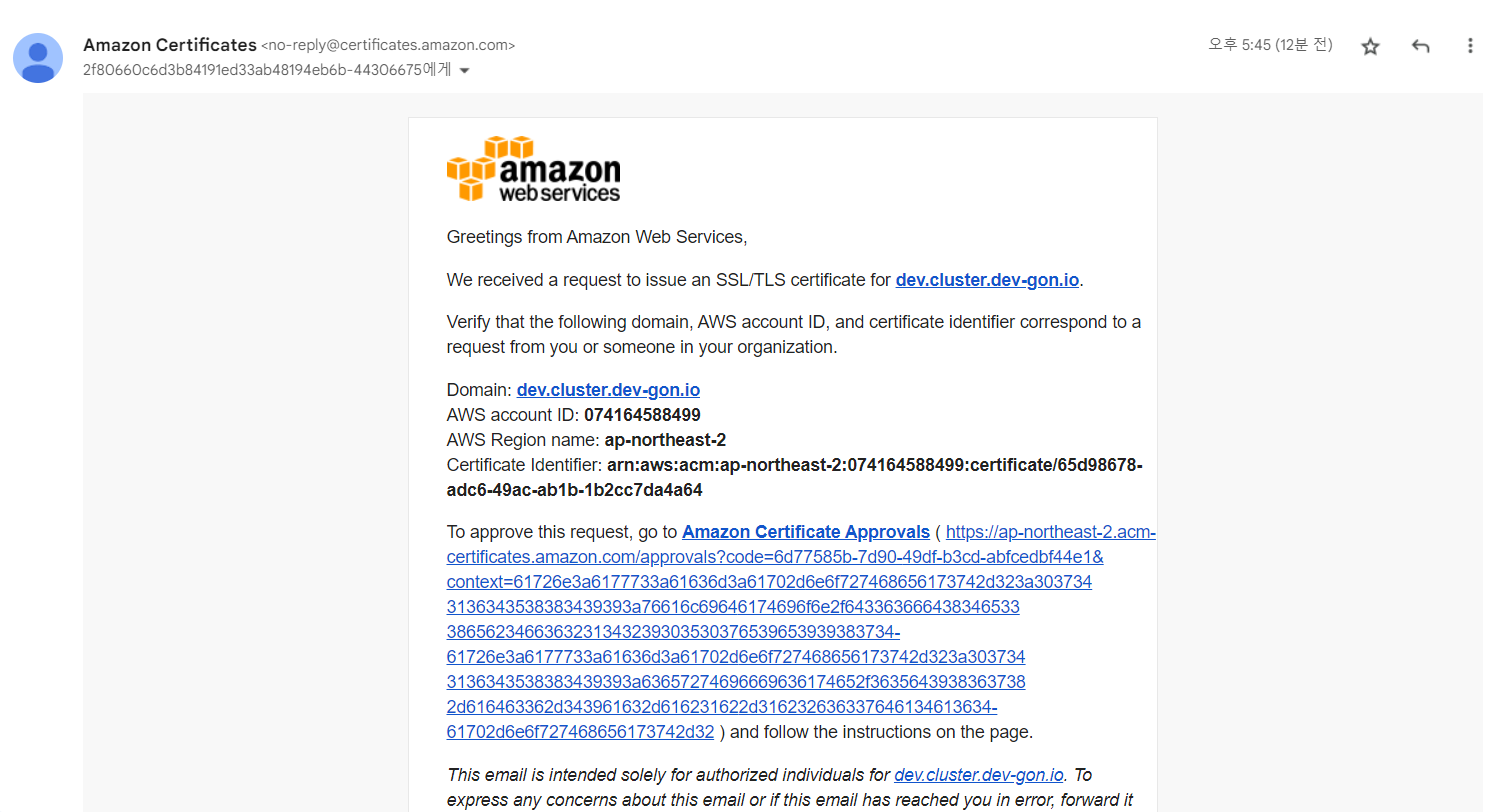 Amazon Certificates <no-reply@certificates.amazon.com>
오후 5:45 (12분 전)
2f80660c6d3b84191ed33ab48194eb6b-44306675에게
amazon
web services
Greetings from Amazon Web Services,
We received a request to issue an SSL/TLS certificate for dev.cluster.dev-gon.io.
Verify that the following domain, AWS account ID, and certificate identifier correspond to a
request from you or someone in your organization.
Domain: dev.cluster.dev-gon.io
AWS account ID: 074164588499
AWS Region name: ap-northeast-2
Certificate Identifier: arn:aws:acm:ap-northeast-2:074164588499:certificate/65d98678-
adc6-49ac-ab1b-1b2cc7da4a64
To approve this request, go to Amazon Certificate Approvals ( https://ap-northeast-2.acm-
certificates.amazon.com/approvals?code=6d77585b-7d90-49df-b3cd-abfcedbf44e1&
context=61726e3a6177733a61636d3a61702d6e6f727468656173742d323a303734
3136343538383439393a76616c69646174696f6e2f643363666438346533
38656234663632313432393035303765396539393837​34-
61726e3a6177733a61636d3a61702d6e6f727468656173742d323a303734
3136343538383439393a63657274696669636174652f3635643938363738
2d616463362d343961632d616231622d316232636337646134613634-
61702d6e6f727468656173742d32 ) and follow the instructions on the page.
This email is intended solely for authorized individuals for dev.cluster.dev-gon.io. To
express any concerns about this email or if this email has reached you in error, forward it